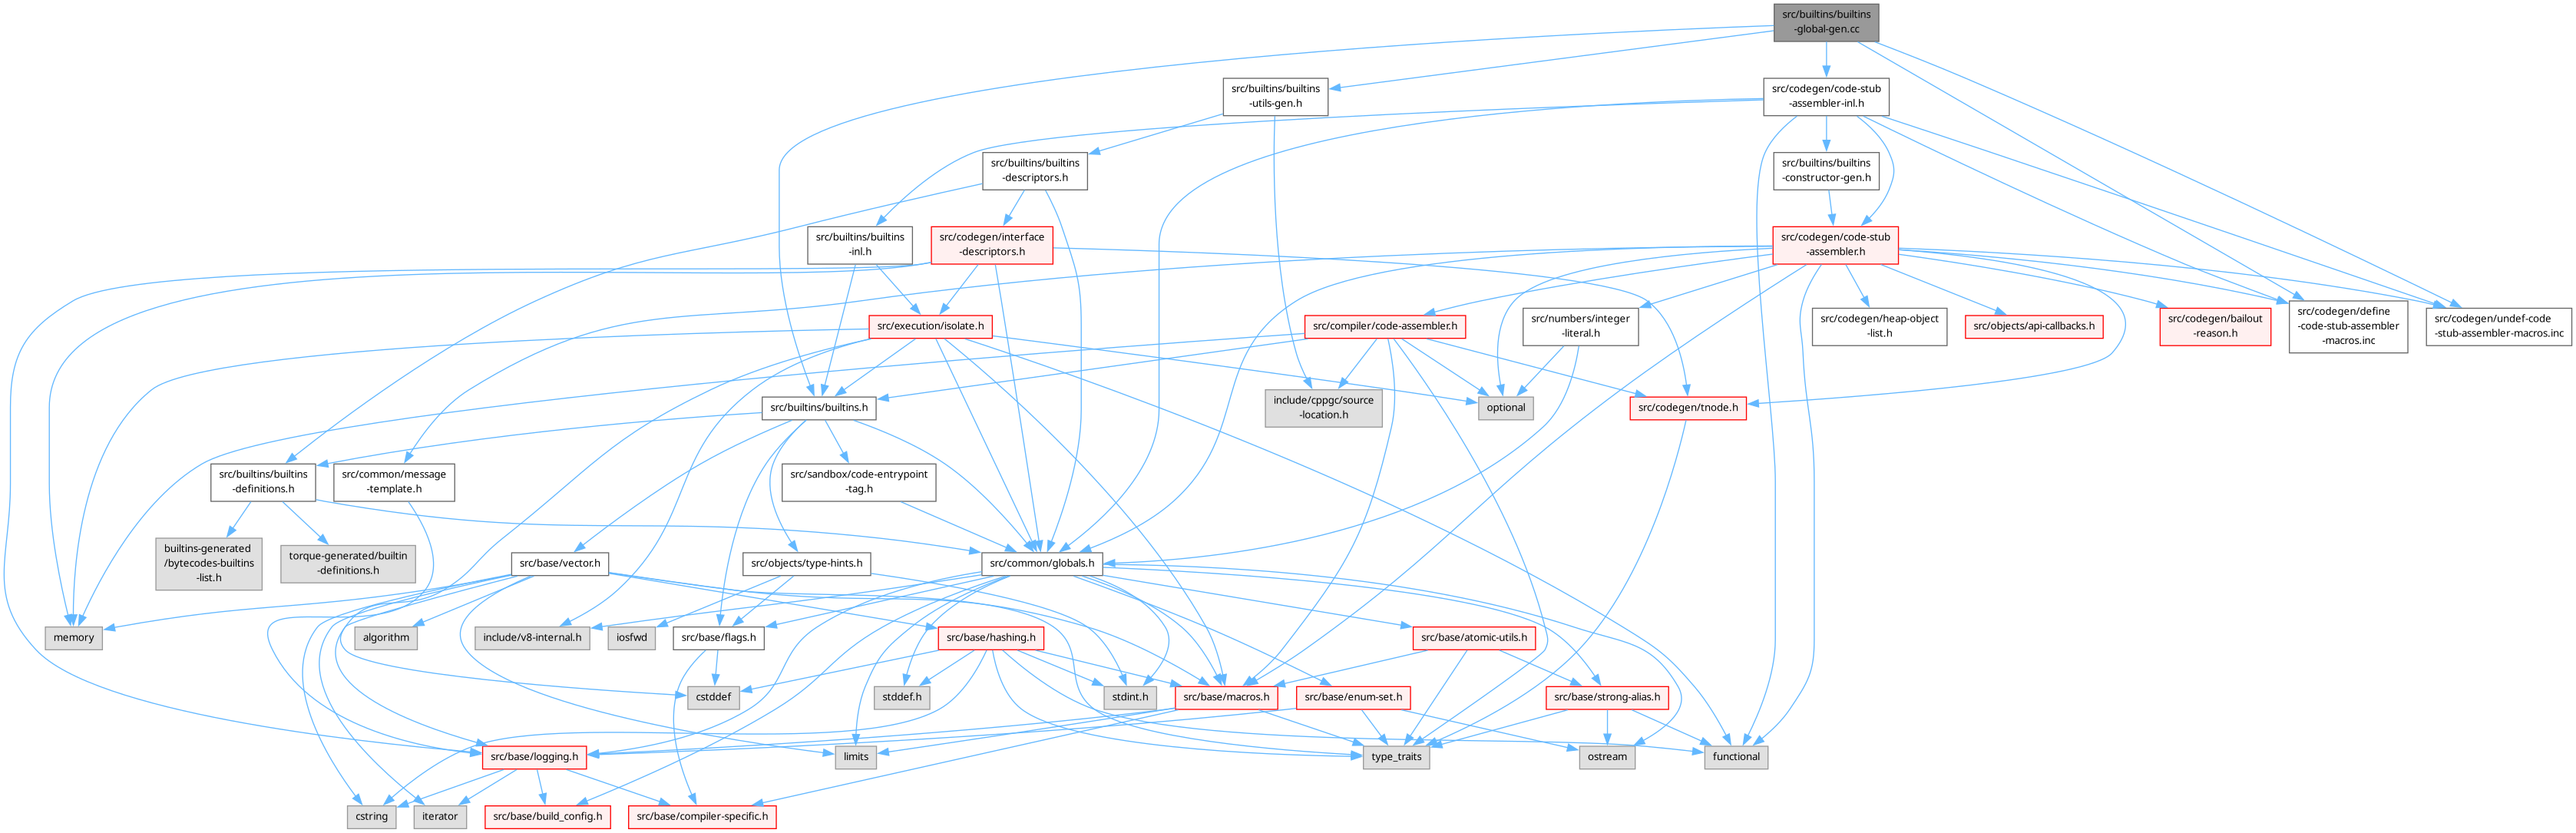 src/builtins/builtins
-global-gen.cc
src/builtins/builtins
-utils-gen.h
src/codegen/code-stub
-assembler-inl.h
src/builtins/builtins
-descriptors.h
src/builtins/builtins
-constructor-gen.h
src/builtins/builtins
-inl.h
src/codegen/interface
-descriptors.h
src/codegen/code-stub
-assembler.h
src/execution/isolate.h
src/compiler/code-assembler.h
src/numbers/integer
-literal.h
src/codegen/heap-object
-list.h
src/objects/api-callbacks.h
src/codegen/bailout
-reason.h
src/codegen/define
-code-stub-assembler
-macros.inc
src/codegen/undef-code
-stub-assembler-macros.inc
src/builtins/builtins.h
include/cppgc/source
-location.h
optional
src/codegen/tnode.h
src/builtins/builtins
-definitions.h
src/common/message
-template.h
src/sandbox/code-entrypoint
-tag.h
builtins-generated
/bytecodes-builtins
-list.h
torque-generated/builtin
-definitions.h
src/base/vector.h
src/objects/type-hints.h
src/common/globals.h
memory
algorithm
include/v8-internal.h
iosfwd
src/base/flags.h
src/base/hashing.h
src/base/atomic-utils.h
cstddef
stddef.h
stdint.h
src/base/macros.h
src/base/enum-set.h
src/base/strong-alias.h
src/base/logging.h
limits
type_traits
ostream
functional
cstring
iterator
src/base/build_config.h
src/base/compiler-specific.h